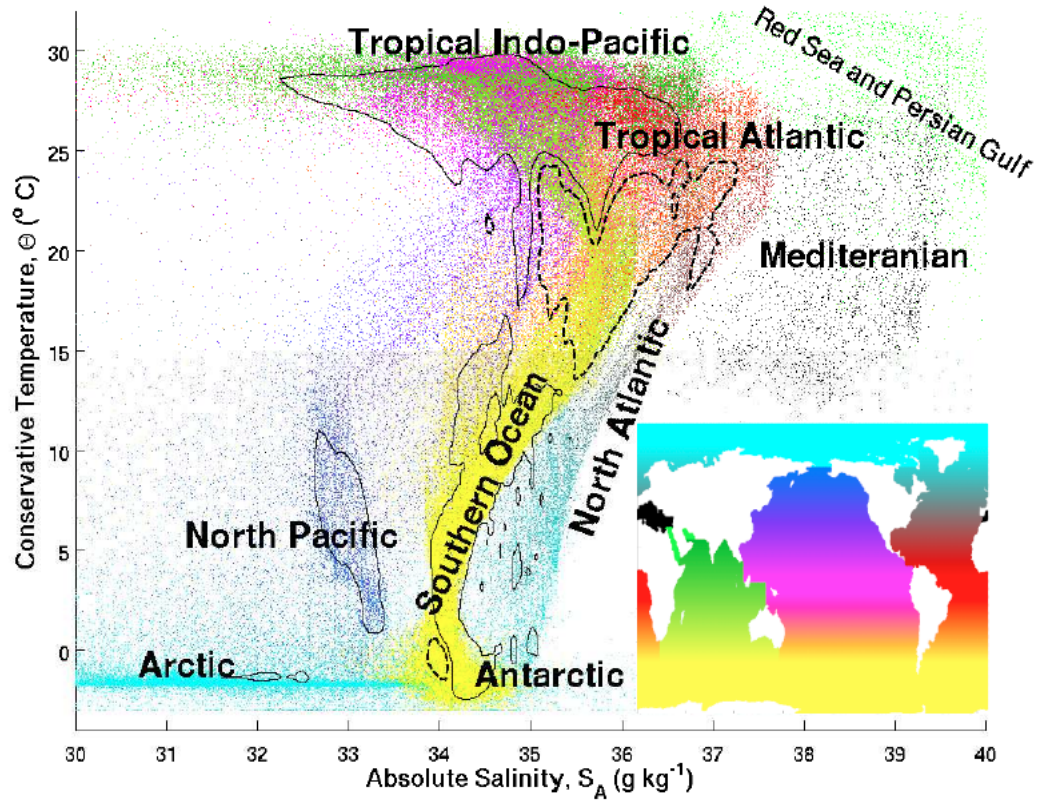 Tropical Indo-Pacific
Red Sea and Persian Gulf
Tropical Atlantic
Mediteranian
North Atlantic
Southern Ocean
North Pacific
Arctic
Antarctic
Conservative Temperature, Θ (° C)
30
25
20
15
10
5
0
30 31 32 33 34 35 36 37 38 39 40
Absolute Salinity, S_A (g kg⁻¹)